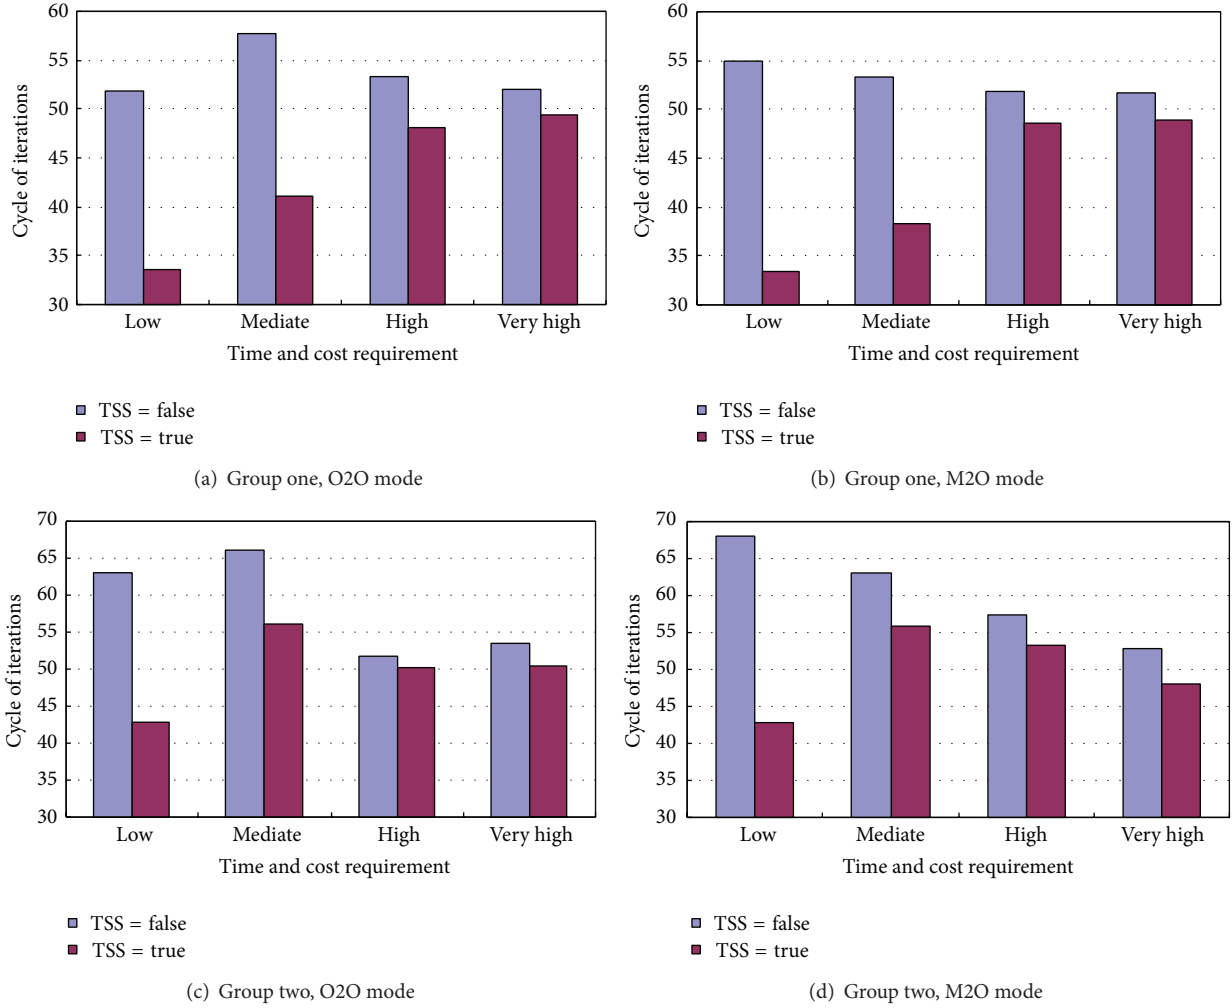 60
55
50
45
40
35
30
Cycle of iterations
Low
Mediate
High
Very high
Time and cost requirement
TSS = false
TSS = true
(a) Group one, O2O mode
60
55
50
45
40
35
30
Cycle of iterations
Low
Mediate
High
Very high
Time and cost requirement
TSS = false
TSS = true
(b) Group one, M2O mode
70
65
60
55
50
45
40
35
30
Cycle of iterations
Low
Mediate
High
Very high
Time and cost requirement
TSS = false
TSS = true
(c) Group two, O2O mode
70
65
60
55
50
45
40
35
30
Cycle of iterations
Low
Mediate
High
Very high
Time and cost requirement
TSS = false
TSS = true
(d) Group two, M2O mode